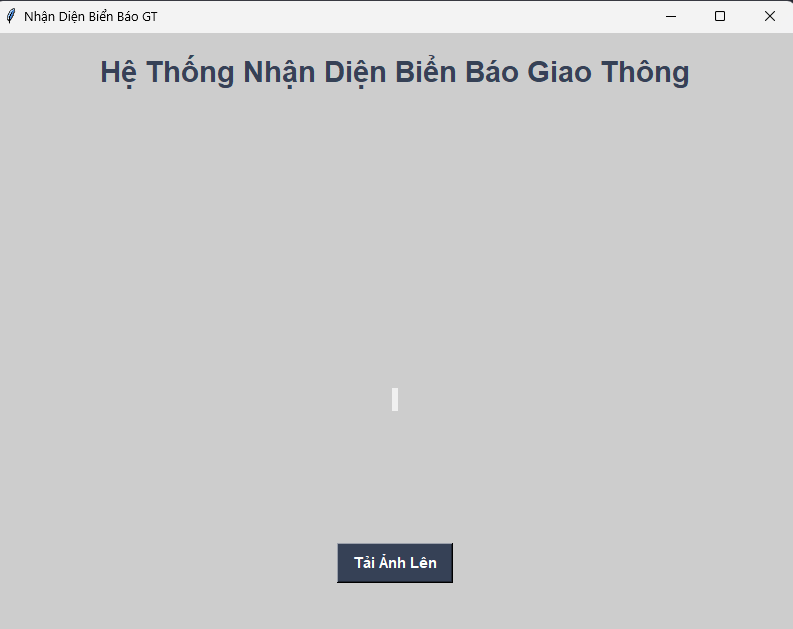 Nhận Diện Biển Báo GT
Hệ Thống Nhận Diện Biển Báo Giao Thông
Tải Ảnh Lên